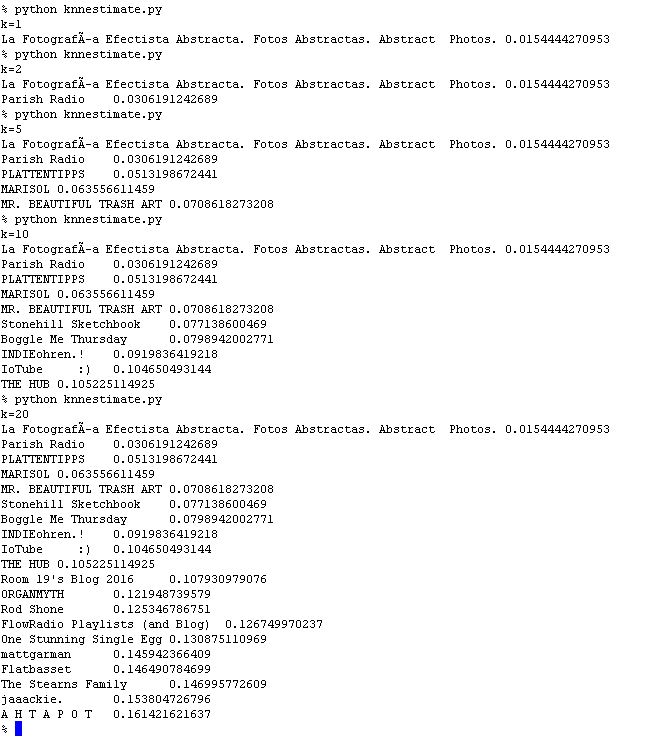 % python knnestimate.py
k=1
La FotografÃ-a Efectista Abstracta. Fotos Abstractas. Abstract  Photos. 0.0154444270953
% python knnestimate.py
k=2
La FotografÃ-a Efectista Abstracta. Fotos Abstractas. Abstract  Photos. 0.0154444270953
Parish Radio    0.0306191242689
% python knnestimate.py
k=5
La FotografÃ-a Efectista Abstracta. Fotos Abstractas. Abstract  Photos. 0.0154444270953
Parish Radio    0.0306191242689
PLATTENTIPPS    0.0513198672441
MARISOL 0.063556611459
MR. BEAUTIFUL TRASH ART 0.0708618273208
% python knnestimate.py
k=10
La FotografÃ-a Efectista Abstracta. Fotos Abstractas. Abstract  Photos. 0.0154444270953
Parish Radio    0.0306191242689
PLATTENTIPPS    0.0513198672441
MARISOL 0.063556611459
MR. BEAUTIFUL TRASH ART 0.0708618273208
Stonehill Sketchbook    0.077138600469
Boggle Me Thursday      0.0798942002771
INDIEohren.!    0.0919836419218
IoTube     :)   0.104650493144
THE HUB 0.105225114925
% python knnestimate.py
k=20
La FotografÃ-a Efectista Abstracta. Fotos Abstractas. Abstract  Photos. 0.0154444270953
Parish Radio    0.0306191242689
PLATTENTIPPS    0.0513198672441
MARISOL 0.063556611459
MR. BEAUTIFUL TRASH ART 0.0708618273208
Stonehill Sketchbook    0.077138600469
Boggle Me Thursday      0.0798942002771
INDIEohren.!    0.0919836419218
IoTube     :)   0.104650493144
THE HUB 0.105225114925
Room 19's Blog 2016     0.107930979076
ORGANMYTH       0.121948739579
Rod Shone       0.125346786751
FlowRadio Playlists (and Blog)  0.126749970237
One Stunning Single Egg 0.130875110969
mattgarman      0.145942366409
Flatbasset      0.146490784699
The Stearns Family      0.146995772609
jaaackie.       0.153804726796
A H T A P O T   0.161421621637
%